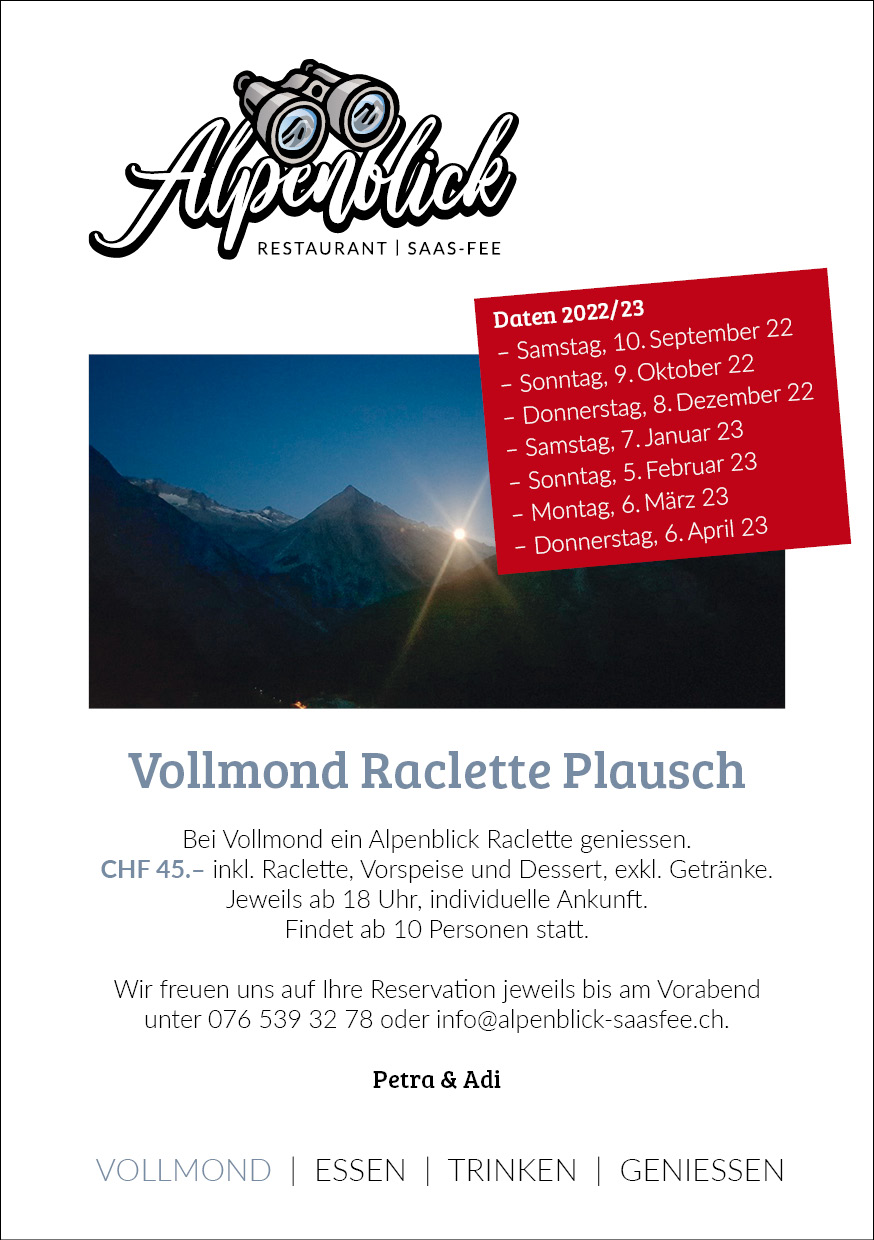 Alpenblick
RESTAURANT | SAAS-FEE
Daten 2022/23
– Samstag, 10. September 22
– Sonntag, 9. Oktober 22
– Donnerstag, 8. Dezember 22
– Samstag, 7. Januar 23
– Sonntag, 5. Februar 23
– Montag, 6. März 23
– Donnerstag, 6. April 23
Vollmond Raclette Plausch
Bei Vollmond ein Alpenblick Raclette geniessen.
CHF 45.– inkl. Raclette, Vorspeise und Dessert, exkl. Getränke.
Jeweils ab 18 Uhr, individuelle Ankunft.
Findet ab 10 Personen statt.
Wir freuen uns auf Ihre Reservation jeweils bis am Vorabend
unter 076 539 32 78 oder info@alpenblick-saasfee.ch.
Petra & Adi
VOLLMOND | ESSEN | TRINKEN | GENIESSEN